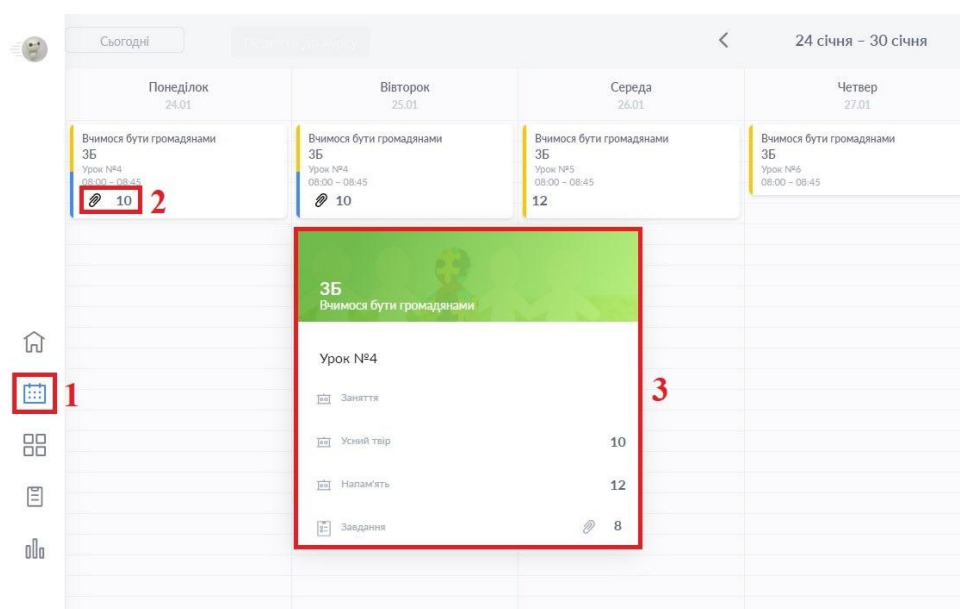 Сьогодні
24 січня – 30 січня
Понеділок
24.01
Вівторок
25.01
Середа
26.01
Четвер
27.01
Вчимося бути громадянами
3Б
Урок №4
08:00 – 08:45
10
2
Вчимося бути громадянами
3Б
Урок №4
08:00 – 08:45
10
Вчимося бути громадянами
3Б
Урок №5
08:00 – 08:45
12
Вчимося бути громадянами
3Б
Урок №6
08:00 – 08:45
1
3Б
Вчимося бути громадянами
Урок №4
Заняття
3
Усний твір 10
Напам'ять 12
Завдання 8